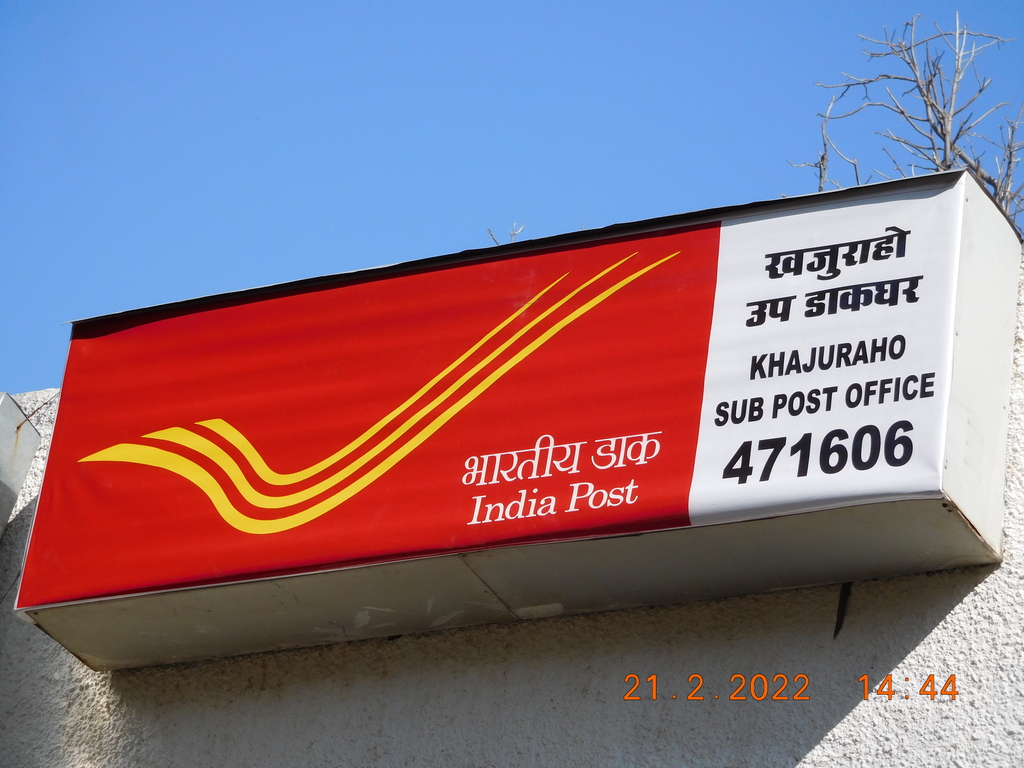 भारतीय डाक
India Post
खजुराहो
उप डाकघर
KHAJURAHO
SUB POST OFFICE
471606
21.2.2022 14:44